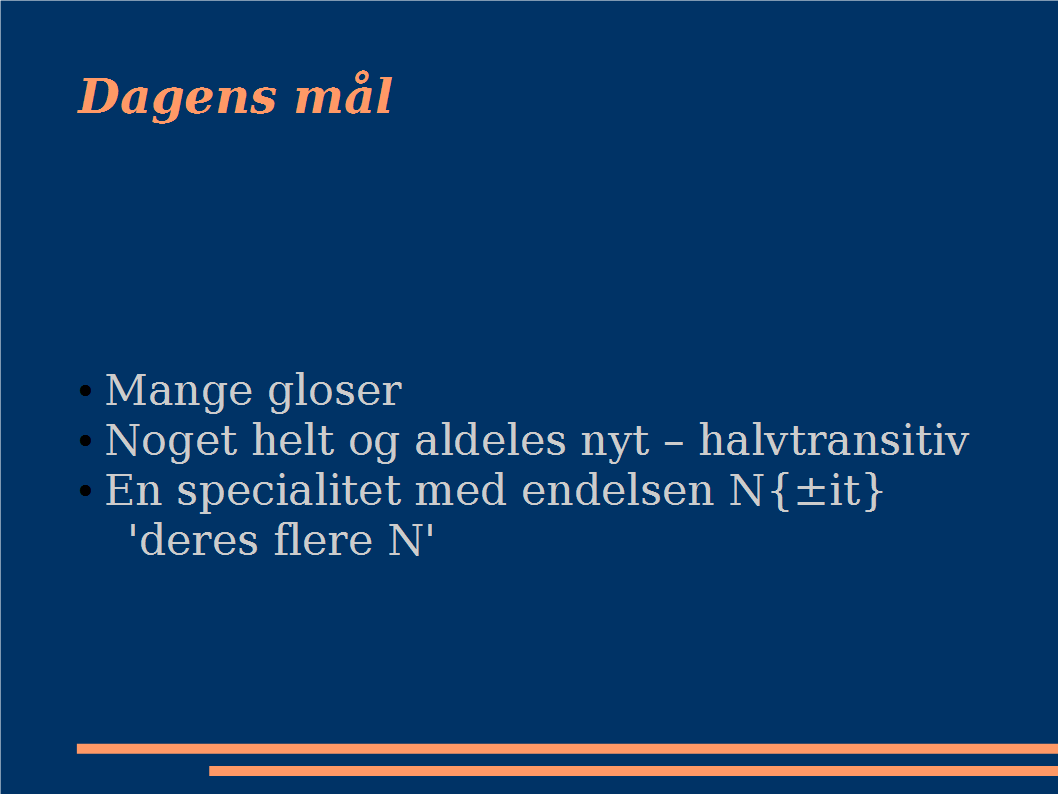 Dagens mål
• Mange gloser
• Noget helt og aldeles nyt – halvtransitiv
• En specialitet med endelsen N{±it}
'deres flere N'